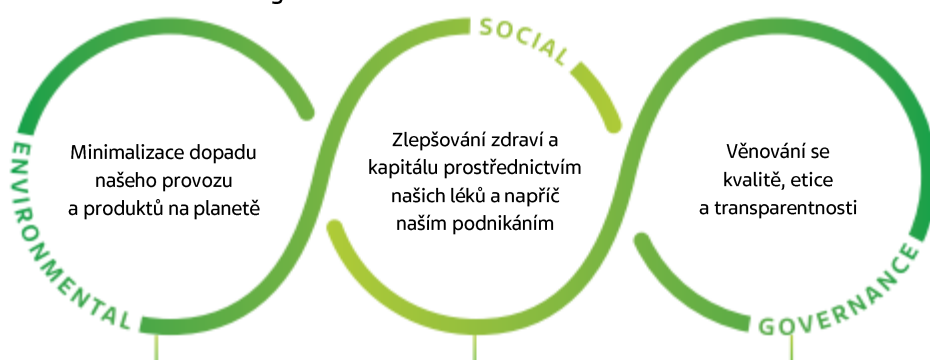 ENVIRONMENTAL
Minimalizace dopadu
našeho provozu
a produktů na planetě
SOCIAL
Zlepšování zdraví a
kapitálu prostřednictvím
našich léků a napříč
naším podnikáním
GOVERNANCE
Věnování se
kvalitě, etice
a transparentnosti